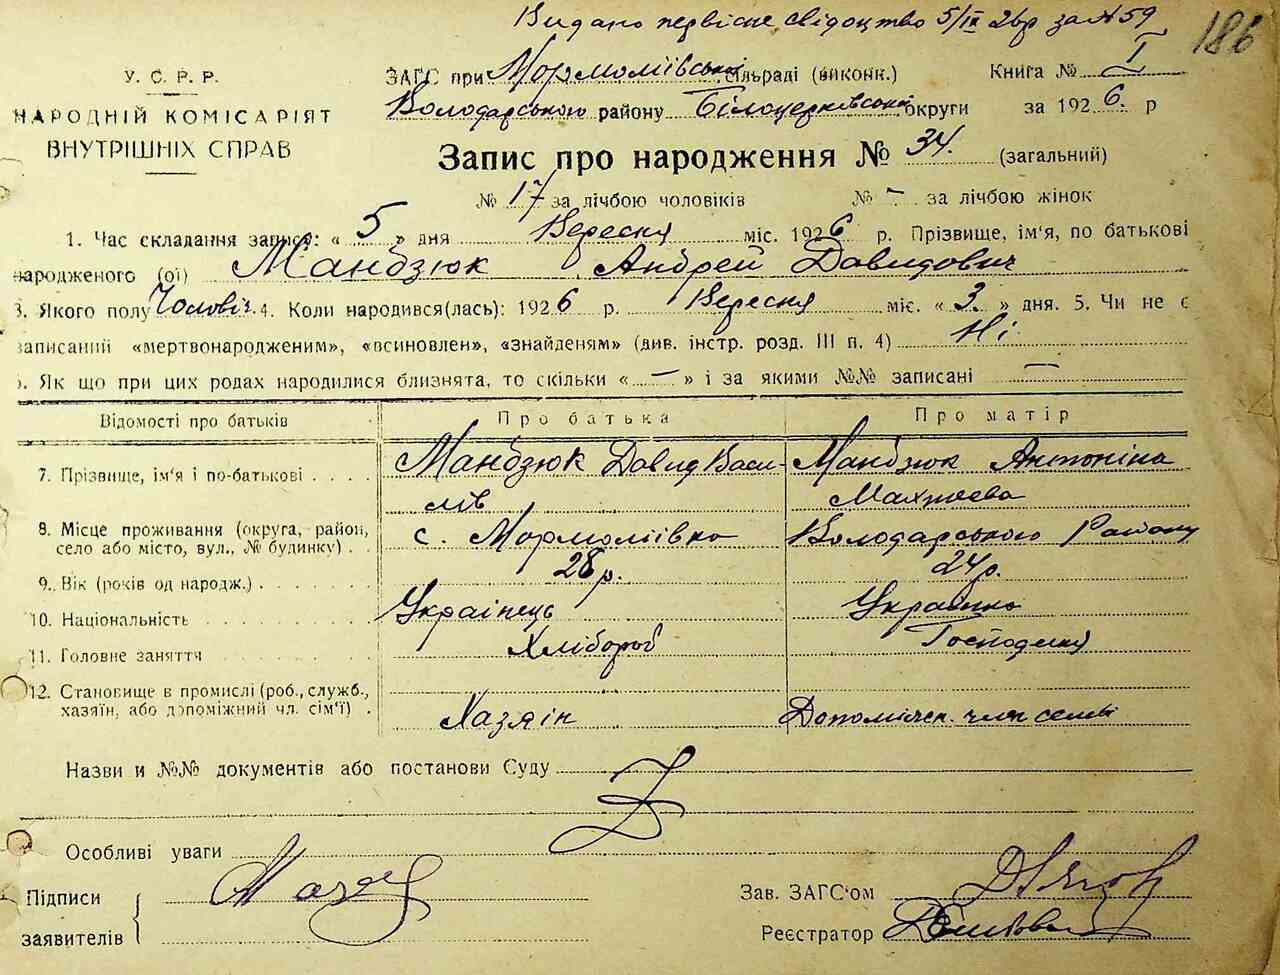 Видано первісне свідоцтво 5/IX 26р за № 59
186
У. С. Р. Р.
НАРОДНІЙ КОМІСАРІЯТ
ВНУТРІШНІХ СПРАВ
ЗАГС при Мормоліївській сільраді (виконк.) Книга № I
Володарського району Білоцерківської округи за 1926. р
Запис про народження № 34. (загальний)
№ 17 за лічбою чоловіків № - за лічбою жінок
1. Час складання запису: « 5 » дня Вересня міс. 1926 р. Прізвище, ім'я, по батькові
народженого (ої) Мандзюк Андрей Давидович
3. Якого полу Чоловіч. 4. Коли народився(лась): 1926 р. Вересня міс. « 3 » дня. 5. Чи не є
записаний «мертвонародженим», «всиновлен», «знайденям» (див. інстр. розд. III п. 4) Ні
6. Як що при цих родах народилися близнята, то скільки « — » і за якими №№ записані —
Відомості про батьків Про батька Про матір
7. Прізвище, ім'я і по-батькові Мандзюк Давид Васи- Мандзюк Антоніна
лів
8. Місце проживання (округа, район, село або місто, вул., № будинку) с. Мормоліївка Володарського Району
9. Вік (років од народж.) 28 р. 24 р.
10. Національність Українець Українка
11. Головне заняття Хлібороб Господиня
12. Становище в промислі (роб., служб., хазяїн, або допоміжний чл. сім'ї) Хазяін Допоміжн. член семьі
Назви и №№ документів або постанови Суду
Особливі уваги
Підписи
заявителів
Зав. ЗАГС'ом
Реєстратор